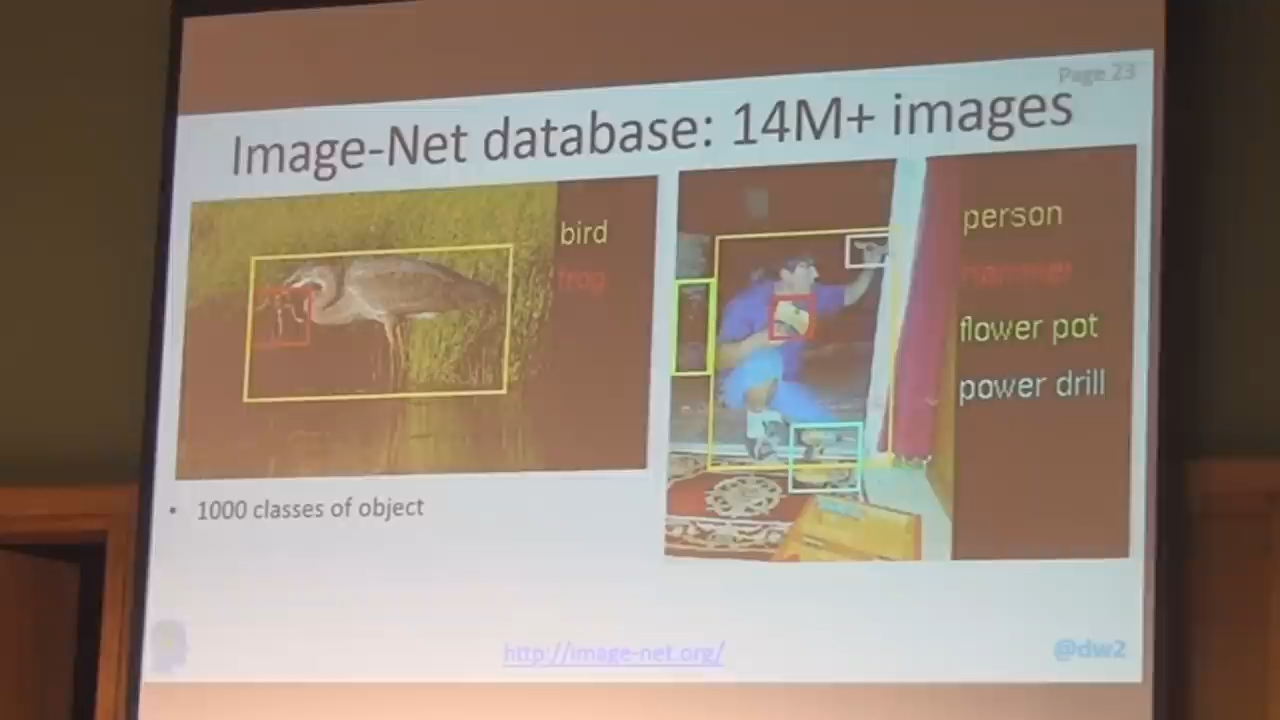 Page 23
Image-Net database: 14M+ images
bird
frog
person
hammer
flower pot
power drill
• 1000 classes of object
http://image-net.org/
@dw2